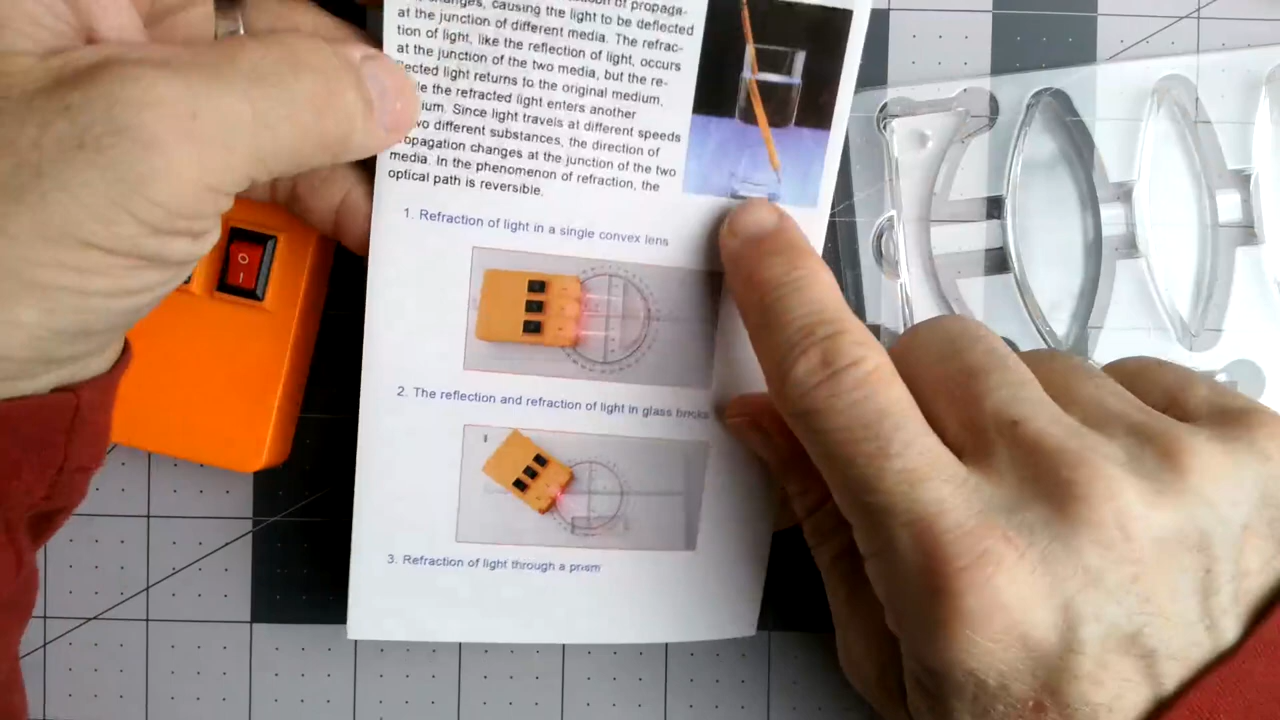 of propaga-
causing the light to be deflected
at the junction of different media. The refrac-
tion of light, like the reflection of light, occurs
at the junction of the two media, but the re-
light returns to the original medium,
the refracted light enters another
Since light travels at different speeds
different substances, the direction of
changes at the junction of the two
media. In the phenomenon of refraction, the
optical path is reversible.
1. Refraction of light in a single convex lens
2. The reflection and refraction of light in glass bricks
3. Refraction of light through a prism